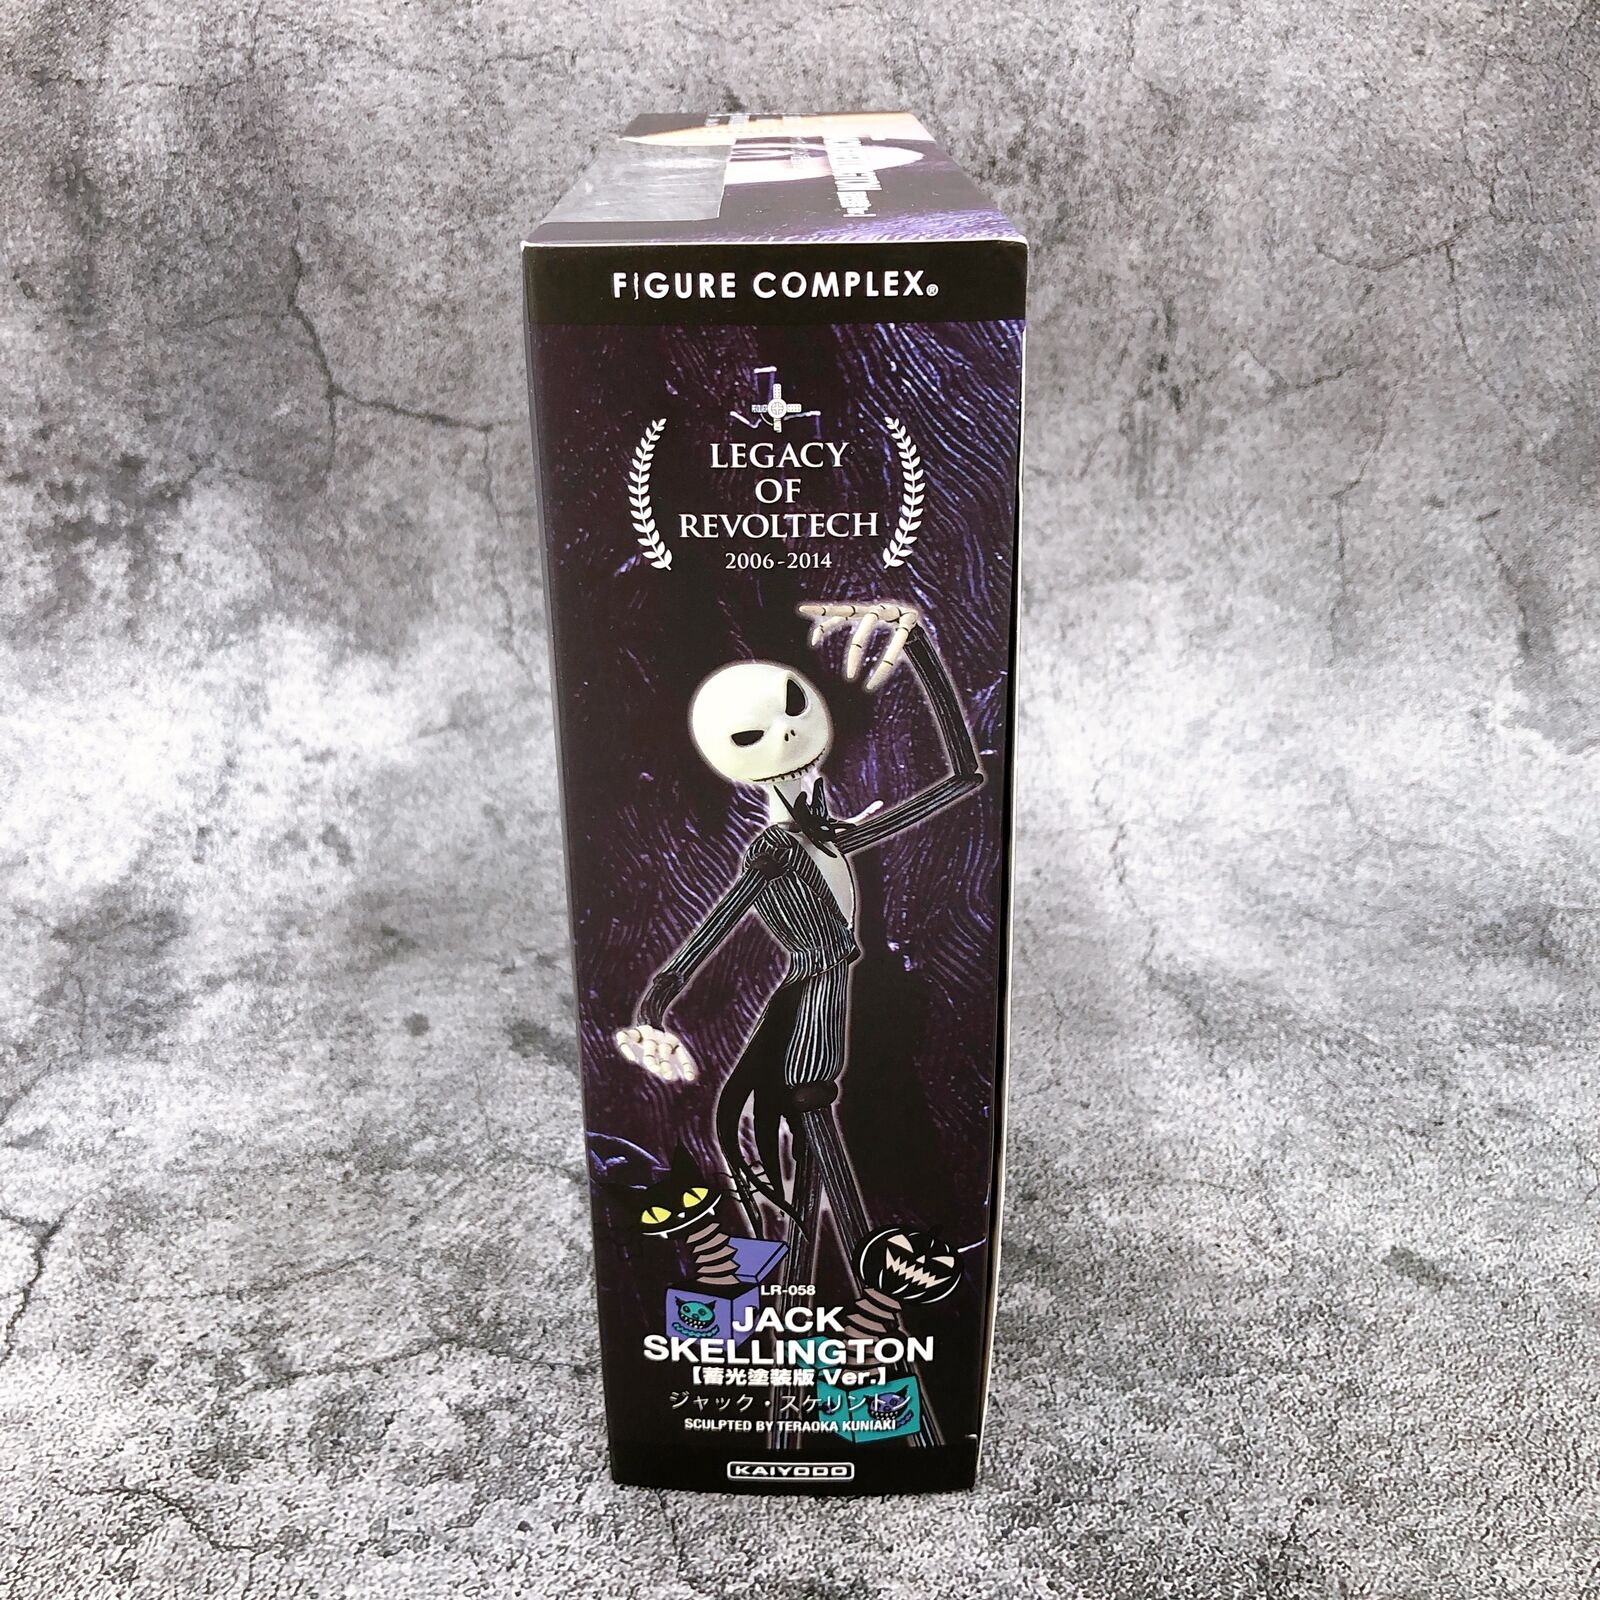 FIGURE COMPLEX®
LEGACY
OF
REVOLTECH
2006-2014
LR-058
JACK
SKELLINGTON
【蓄光塗装版 Ver.】
ジャック・スケリントン
SCULPTED BY TERAOKA KUNIAKI
KAIYODO